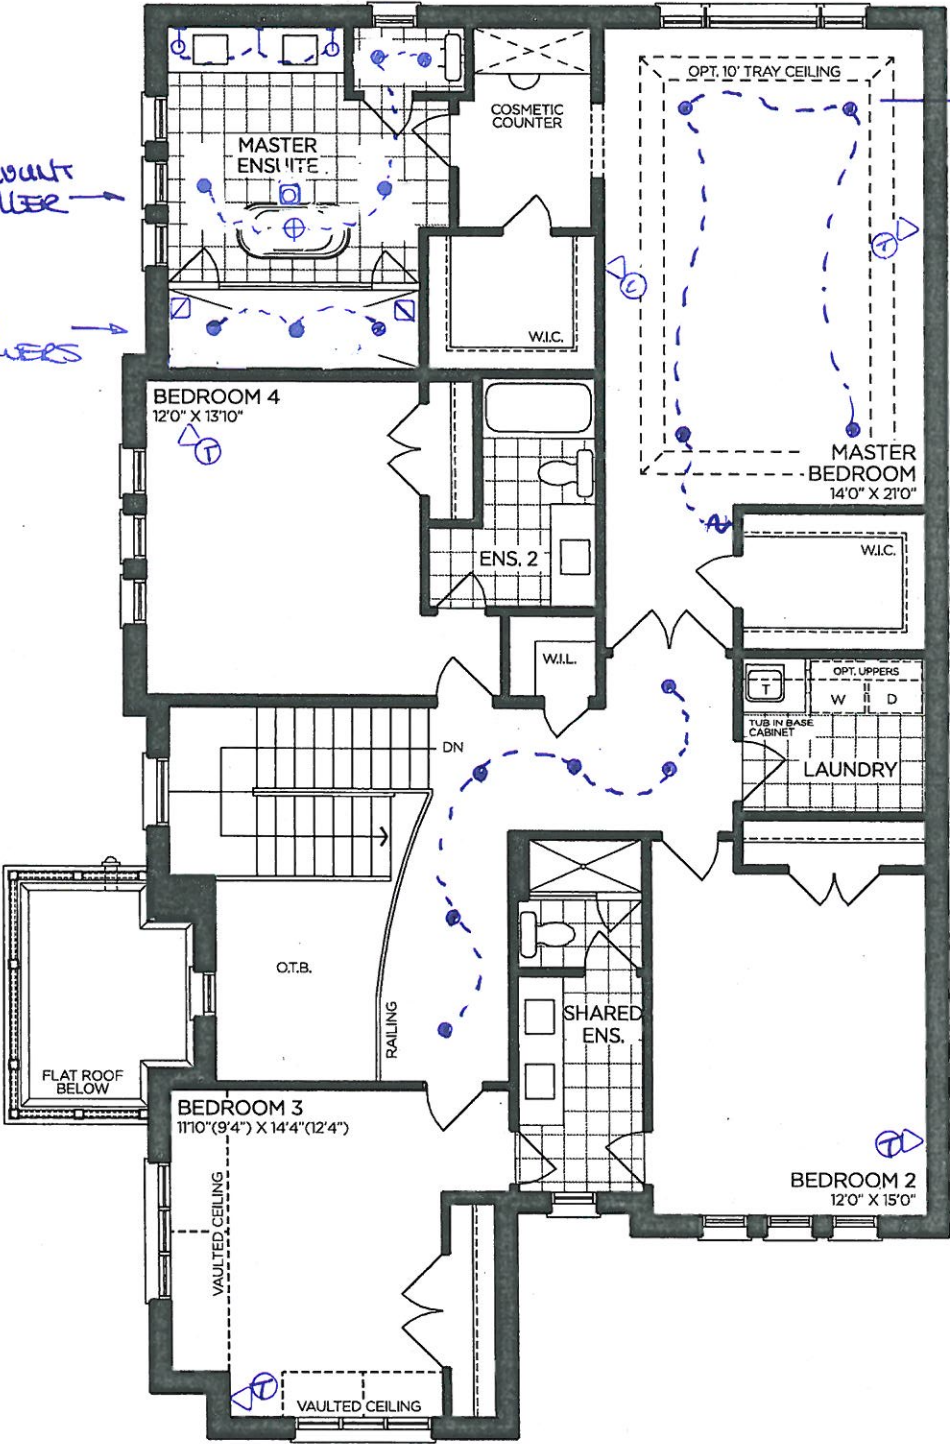 OPT. 10' TRAY CEILING
COSMETIC
COUNTER
MASTER
ENSUITE
T
C
W.I.C.
BEDROOM 4
12'0" X 13'10"
T
MASTER
BEDROOM
14'0" X 21'0"
W.I.C.
ENS. 2
W.I.L.
OPT. UPPERS
T
W
D
TUB IN BASE
CABINET
LAUNDRY
DN
O.T.B.
RAILING
SHARED
ENS.
FLAT ROOF
BELOW
BEDROOM 3
11'10"(9'4") X 14'4"(12'4")
T
BEDROOM 2
12'0" X 15'0"
VAULTED CEILING
T
VAULTED CEILING